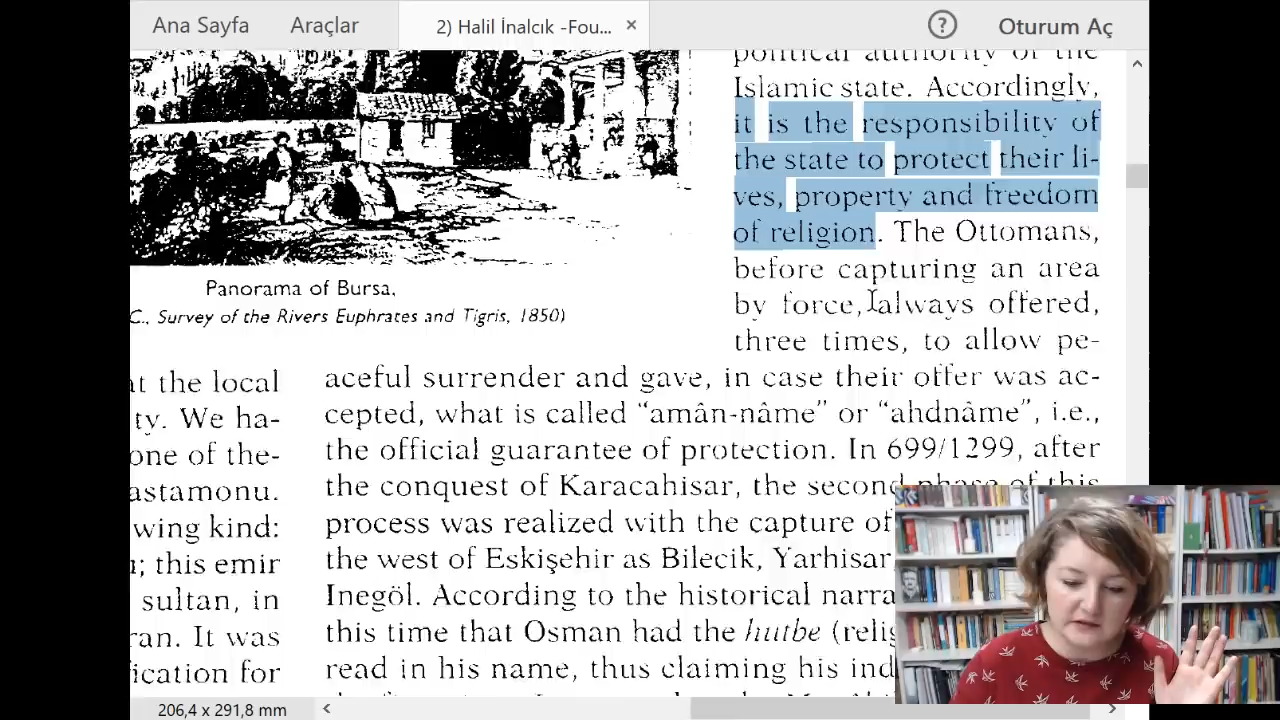 Ana Sayfa
Araçlar
2) Halil İnalcık -Fou...
×
?
Oturum Aç
political authority of the
Islamic state. Accordingly,
it is the responsibility of
the state to protect their li-
ves, property and freedom
of religion. The Ottomans,
before capturing an area
by force, always offered,
three times, to allow pe-
Panorama of Bursa,
C., Survey of the Rivers Euphrates and Tigris, 1850)
at the local
ty. We ha-
one of the-
astamonu.
wing kind:
; this emir
sultan, in
ran. It was
ication for
aceful surrender and gave, in case their offer was ac-
cepted, what is called “amân-nâme” or “ahdnâme”, i.e.,
the official guarantee of protection. In 699/1299, after
the conquest of Karacahisar, the second phase of this
process was realized with the capture of
the west of Eskişehir as Bilecik, Yarhisar,
Inegöl. According to the historical narra
this time that Osman had the hutbe (relig
read in his name, thus claiming his ind
206,4 x 291,8 mm